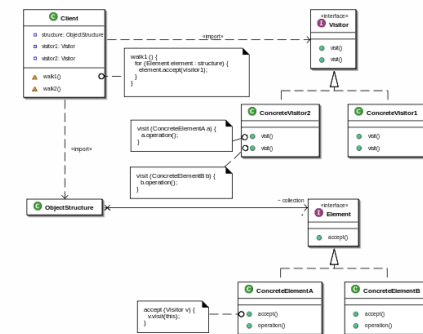 Client
structure: ObjectStructure
visitor1: Visitor
visitor2: Visitor
walk1()
walk2()
«import»
«interface»
Visitor
visit()
visit()
walk1 () {
for (Element element : structure) {
element.accept(visitor1);
}
}
ConcreteVisitor2
visit()
visit()
ConcreteVisitor1
visit()
visit()
visit (ConcreteElementA a) {
a.operation();
}
«import»
visit (ConcreteElementB b) {
b.operation();
}
ObjectStructure
~ collection
*
«interface»
Element
accept()
ConcreteElementA
accept()
operation()
ConcreteElementB
accept()
operation()
accept (Visitor v) {
v.visit(this);
}